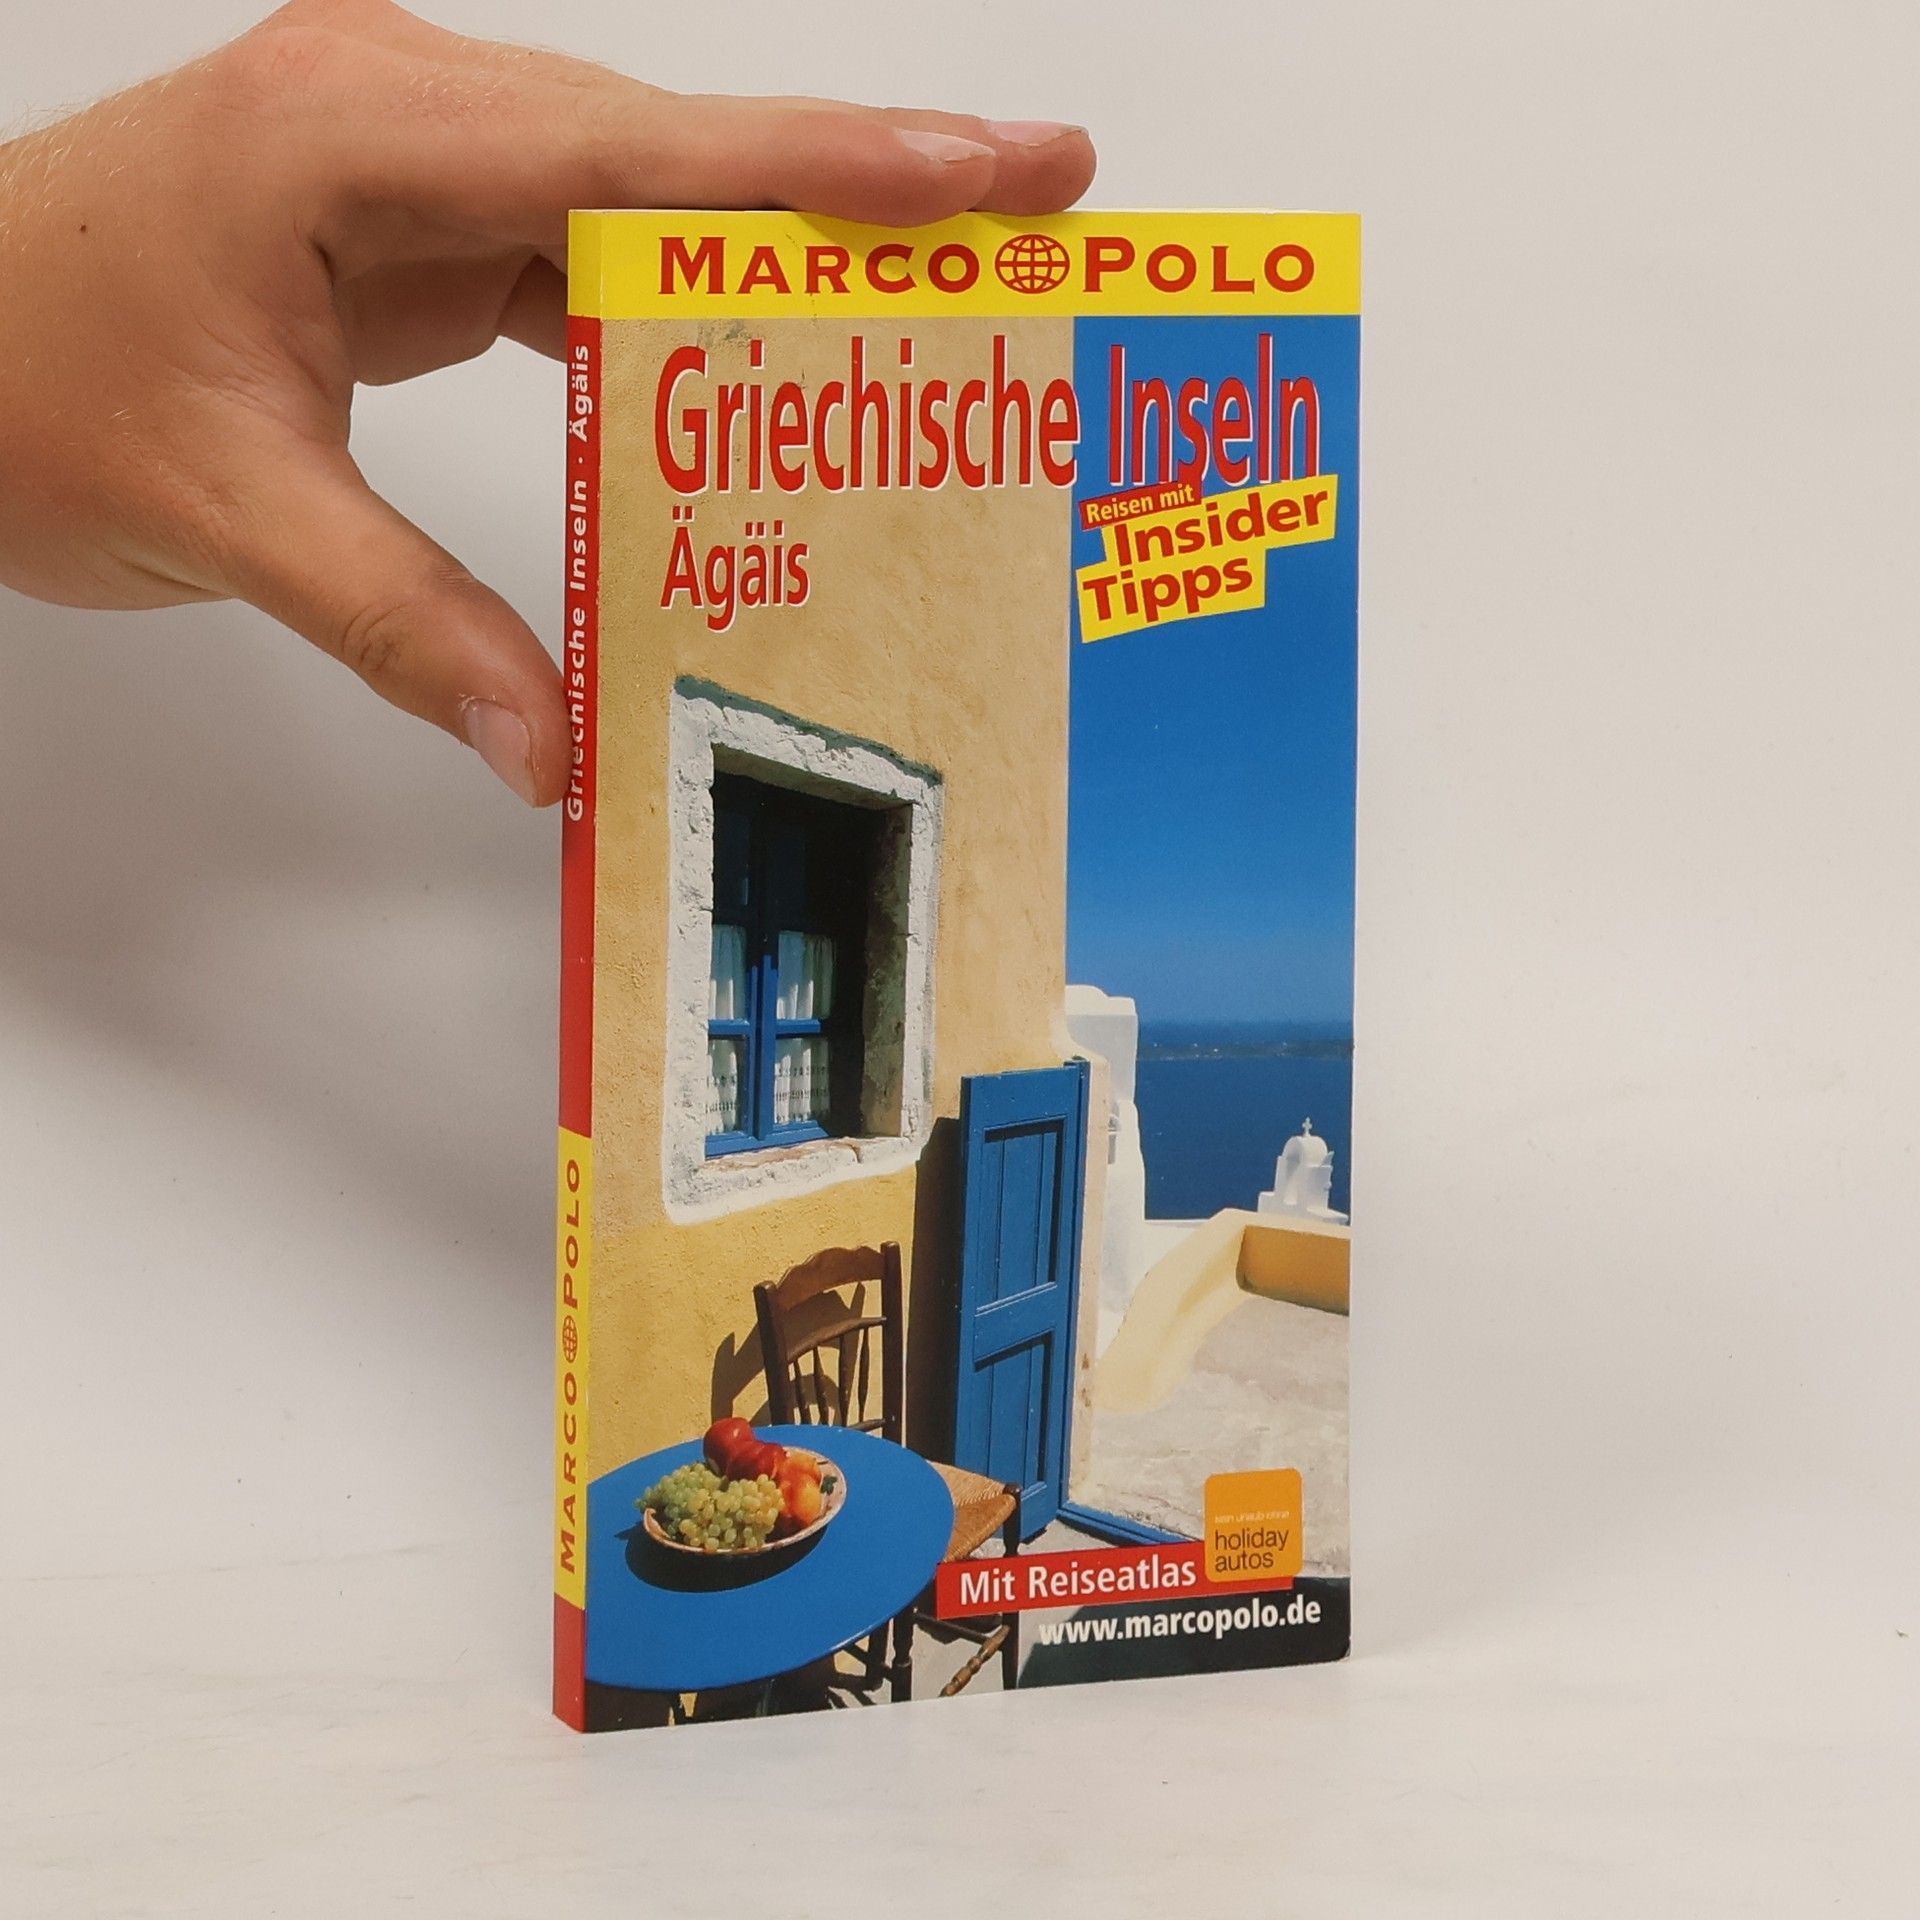 MARCO POLO
Griechische Inseln
Ägäis
Reisen mit
Insider
Tipps
Griechische Inseln · Ägäis
MARCO POLO
holiday
autos
Mit Reiseatlas
www.marcopolo.de